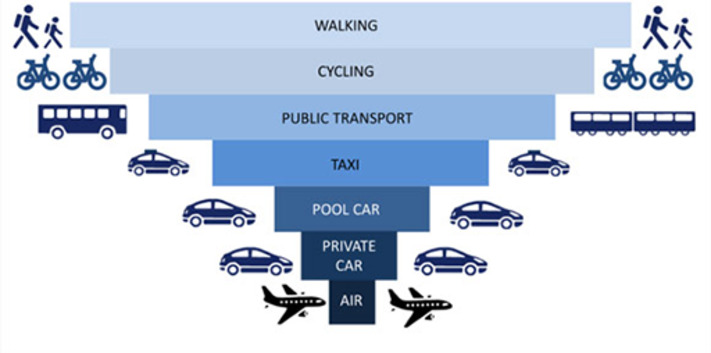 WALKING
CYCLING
PUBLIC TRANSPORT
TAXI
POOL CAR
PRIVATE
CAR
AIR